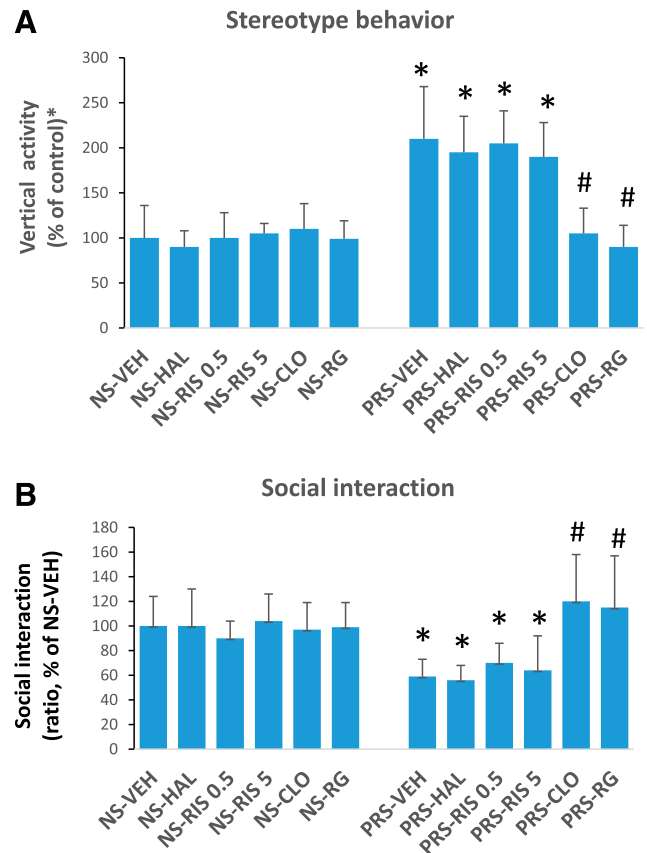 A
Stereotype behavior
Vertical activity
(% of control)*
300
250
200
150
100
50
0
* * * * # #
NS-VEH
NS-HAL
NS-RIS 0.5
NS-RIS 5
NS-CLO
NS-RG
PRS-VEH
PRS-HAL
PRS-RIS 0.5
PRS-RIS 5
PRS-CLO
PRS-RG
B
Social interaction
Social interaction
(ratio, % of NS-VEH)
180
160
140
120
100
80
60
40
20
0
* * * * # #
NS-VEH
NS-HAL
NS-RIS 0.5
NS-RIS 5
NS-CLO
NS-RG
PRS-VEH
PRS-HAL
PRS-RIS 0.5
PRS-RIS 5
PRS-CLO
PRS-RG